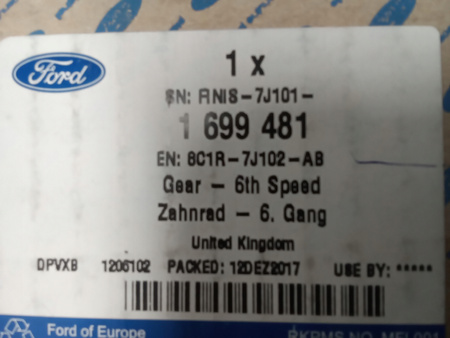 Ford
1 x
SN: FINIS-7J101-
1 699 481
EN: 8C1R-7J102-AB
Gear - 6th Speed
Zahnrad - 6. Gang
United Kingdom
DPVXB 1206102 PACKED: 12DEZ2017 USE BY: *****
Ford of Europe